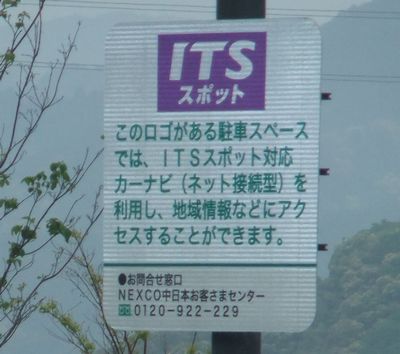 ITS
スポット
このロゴがある駐車スペース
では、ITSスポット対応
カーナビ（ネット接続型）を
利用し、地域情報などにアク
セスすることができます。
●お問合せ窓口
NEXCO中日本お客さまセンター
0120-922-229